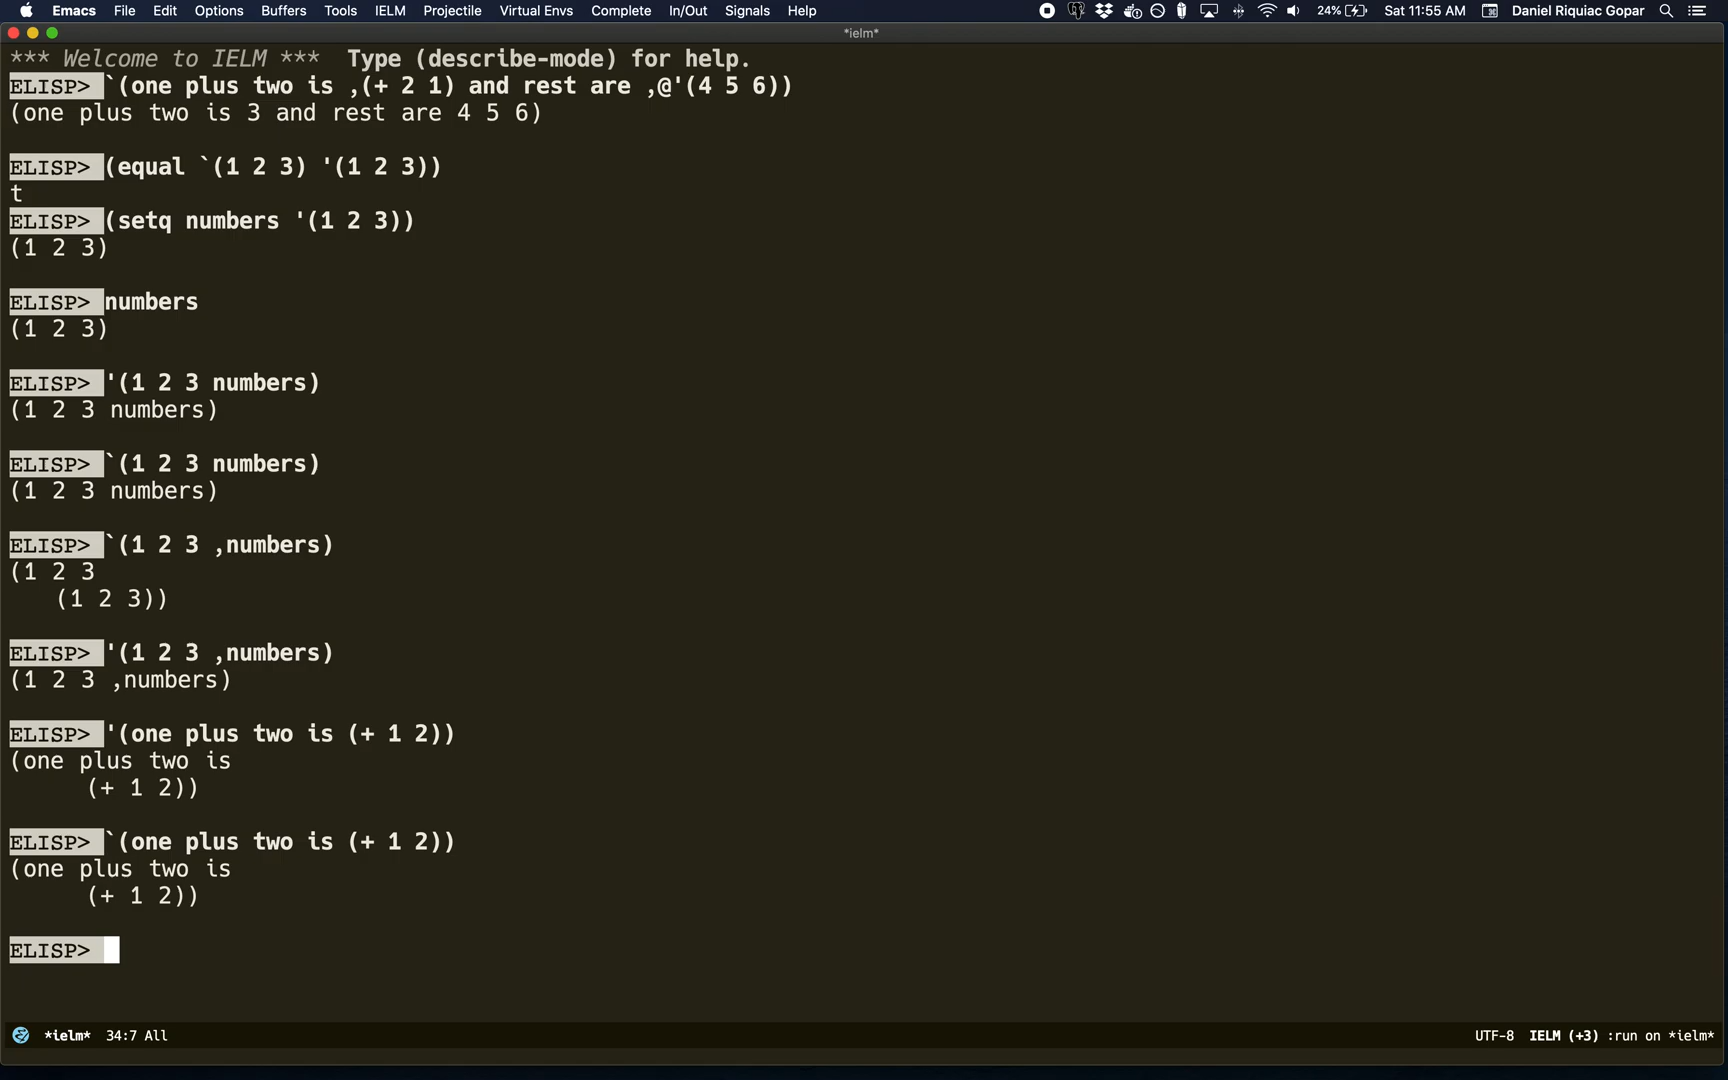 Emacs File Edit Options Buffers Tools IELM Projectile Virtual Envs Complete In/Out Signals Help 24% Sat 11:55 AM Daniel Riquiac Gopar
*ielm*
*** Welcome to IELM ***  Type (describe-mode) for help.
ELISP> `(one plus two is ,(+ 2 1) and rest are ,@'(4 5 6))
(one plus two is 3 and rest are 4 5 6)
ELISP> (equal `(1 2 3) '(1 2 3))
t
ELISP> (setq numbers '(1 2 3))
(1 2 3)
ELISP> numbers
(1 2 3)
ELISP> '(1 2 3 numbers)
(1 2 3 numbers)
ELISP> `(1 2 3 numbers)
(1 2 3 numbers)
ELISP> `(1 2 3 ,numbers)
(1 2 3
(1 2 3))
ELISP> '(1 2 3 ,numbers)
(1 2 3 ,numbers)
ELISP> '(one plus two is (+ 1 2))
(one plus two is
(+ 1 2))
ELISP> `(one plus two is (+ 1 2))
(one plus two is
(+ 1 2))
ELISP>
*ielm* 34:7 All UTF-8 IELM (+3) :run on *ielm*